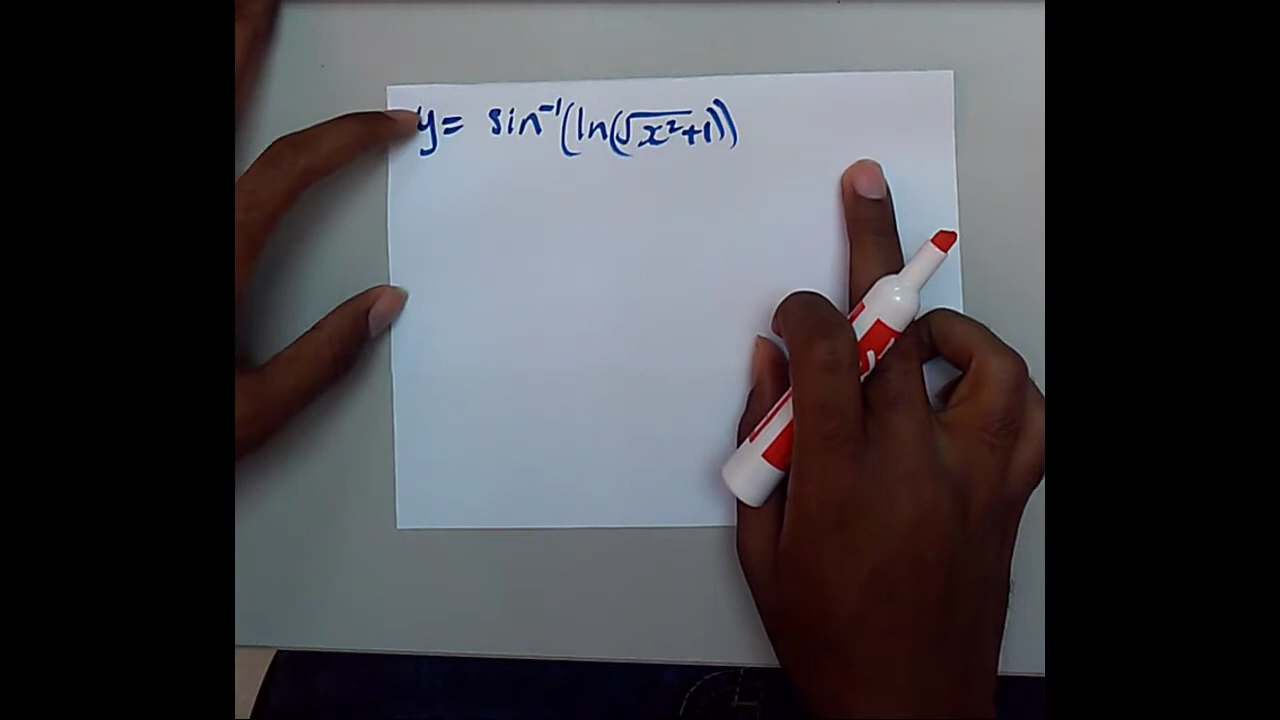 y = sin⁻¹(ln(√x²+1))